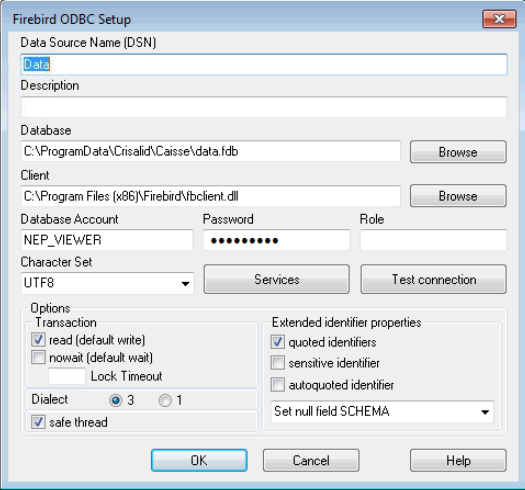 Firebird ODBC Setup
Data Source Name (DSN)
Data
Description
Database
C:\ProgramData\Crisalid\Caisse\data.fdb
Browse
Client
C:\Program Files (x86)\Firebird\fbclient.dll
Browse
Database Account Password Role
NEP_VIEWER •••••••••
Character Set
UTF8 Services Test connection
Options
Transaction
read (default write)
nowait (default wait)
Lock Timeout
Dialect 3 1
safe thread
Extended identifier properties
quoted identifiers
sensitive identifier
autoquoted identifier
Set null field SCHEMA
OK Cancel Help